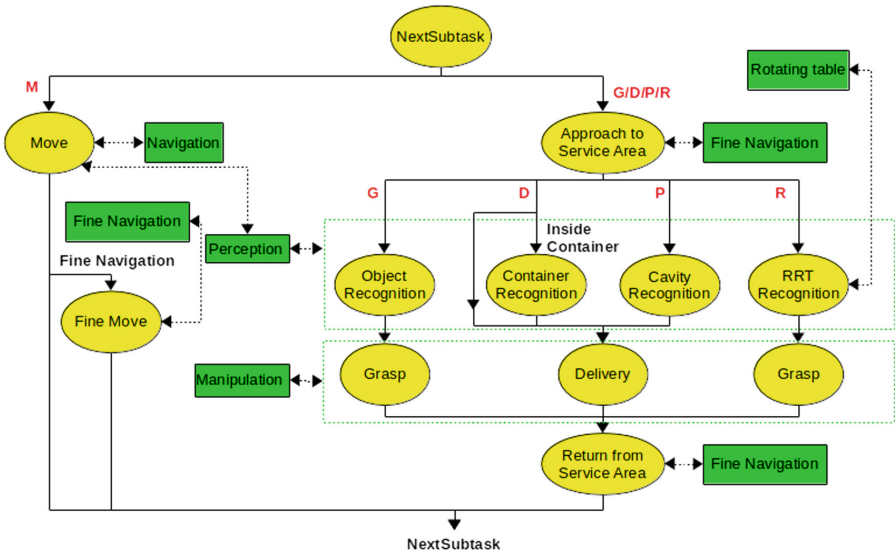 NextSubtask
M
G/D/P/R
Rotating table
Move
Navigation
Approach to
Service Area
Fine Navigation
G
D
P
R
Fine Navigation
Perception
Inside
Container
Fine Navigation
Object
Recognition
Container
Recognition
Cavity
Recognition
RRT
Recognition
Fine Move
Manipulation
Grasp
Delivery
Grasp
Return from
Service Area
Fine Navigation
NextSubtask